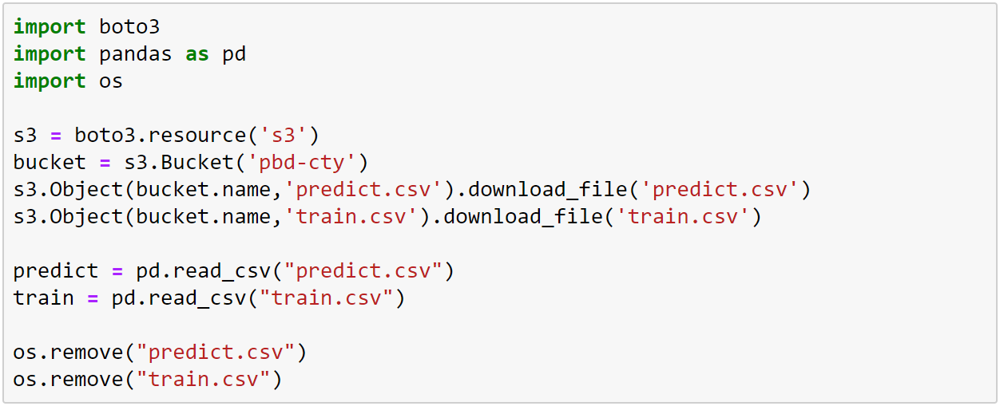 import boto3
import pandas as pd
import os
s3 = boto3.resource('s3')
bucket = s3.Bucket('pbd-cty')
s3.Object(bucket.name,'predict.csv').download_file('predict.csv')
s3.Object(bucket.name,'train.csv').download_file('train.csv')
predict = pd.read_csv("predict.csv")
train = pd.read_csv("train.csv")
os.remove("predict.csv")
os.remove("train.csv")